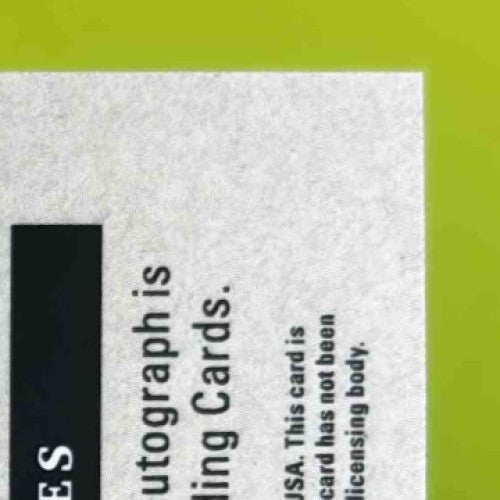 ES
utograph is
ding Cards.
USA. This card is
card has not been
licensing body.